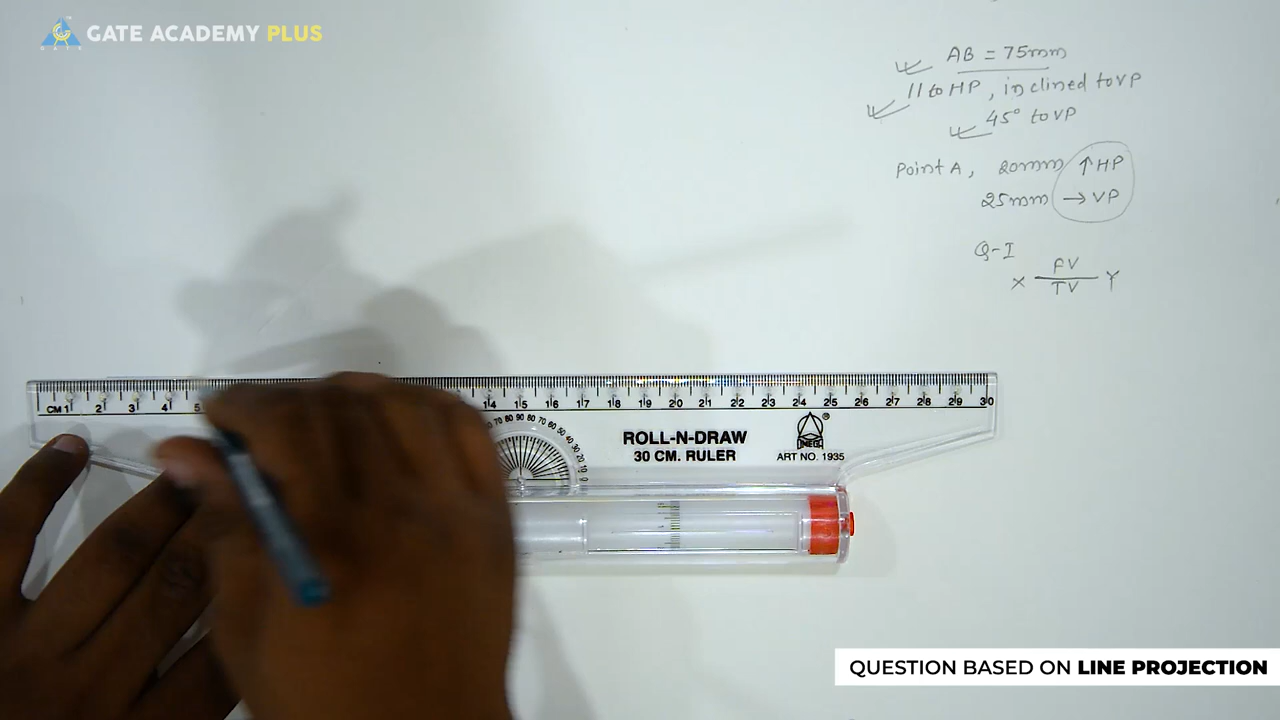 GATE ACADEMY PLUS
AB = 75mm
11 to HP, inclined to VP
45° to VP
Point A, 20mm ↑ HP
25mm → VP
Q-I
FV
X Y
TV
CM 1 2 3 4 5 14 15 16 17 18 19 20 21 22 23 24 25 26 27 28 29 30
ROLL-N-DRAW
30 CM. RULER
OMEGA
ART NO. 1935
QUESTION BASED ON LINE PROJECTION